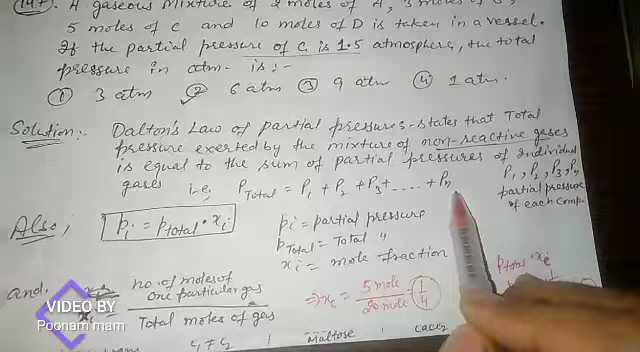 147. A gaseous Mixture of 2 moles of A, 3 moles of B,
5 moles of C and 10 moles of D is taken in a vessel.
If the partial pressure of C is 1.5 atmosphere, the total
pressure in atm- is :-
① 3 atm ② 6 atm ③ 9 atm ④ 1 atm.
Solution:- Dalton's Law of partial pressures - states that Total
pressure exerted by the mixture of non-reactive gases
is equal to the sum of partial pressures of individual
gases i.e, PTotal = P1 + P2 + P3 + ..... + Pn
P1, P2, P3, Pn
partial pressure
of each comp.
Also, Pi = Ptotal · xi
Pi = partial pressure
PTotal = Total "
xi = mole fraction
Ptotal · xc
and. no. of moles of
one particular gas
Total moles of gas
⇒ xc = 5 mole / 20 mole = 1/4
VIDEO BY
Poonam mam
Maltose